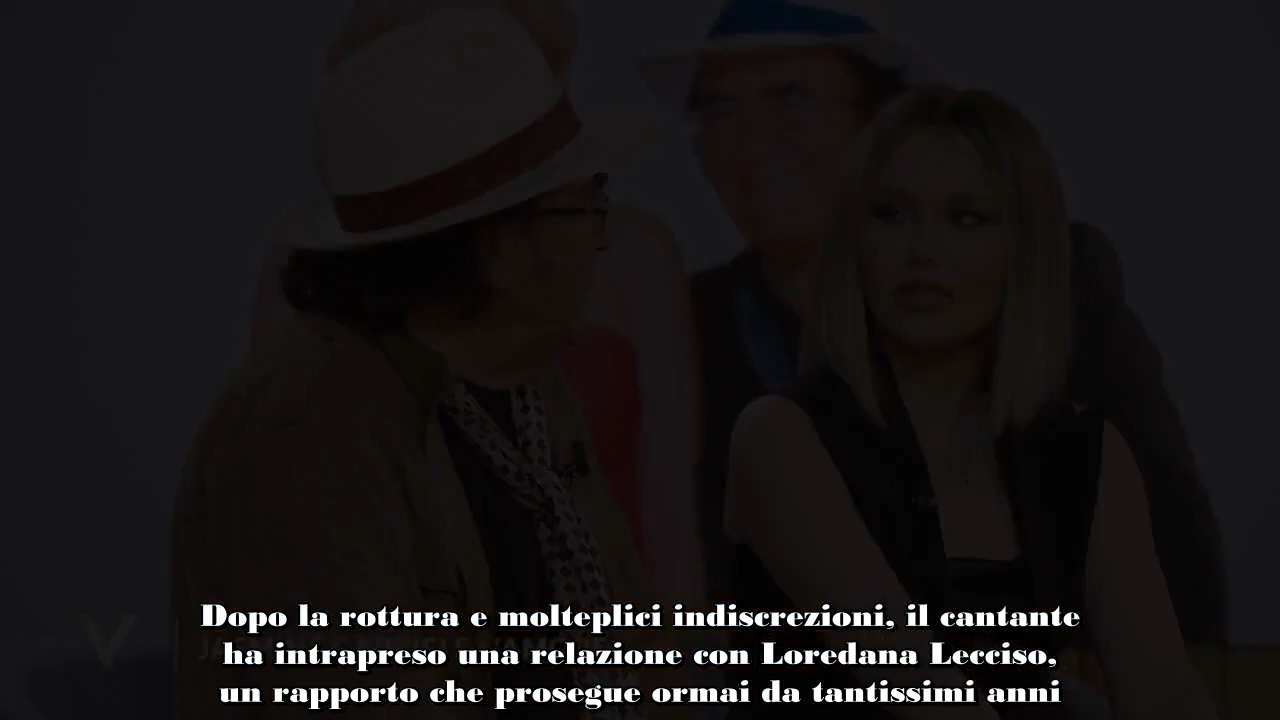 Dopo la rottura e molteplici indiscrezioni, il cantante
ha intrapreso una relazione con Loredana Lecciso,
un rapporto che prosegue ormai da tantissimi anni